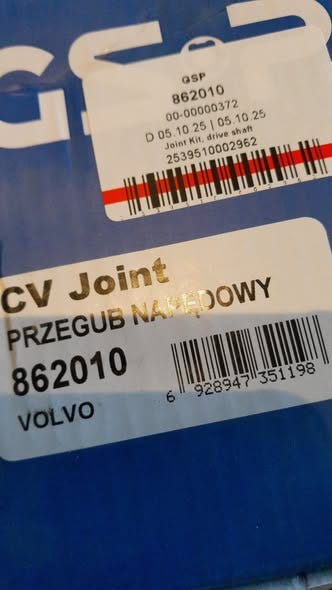 GSP
GSP
862010
00-00000372
D 05.10.25 | 05.10.25
Joint Kit, drive shaft
2539510002962
CV Joint
PRZEGUB NAPĘDOWY
862010
VOLVO
6 928947 351198